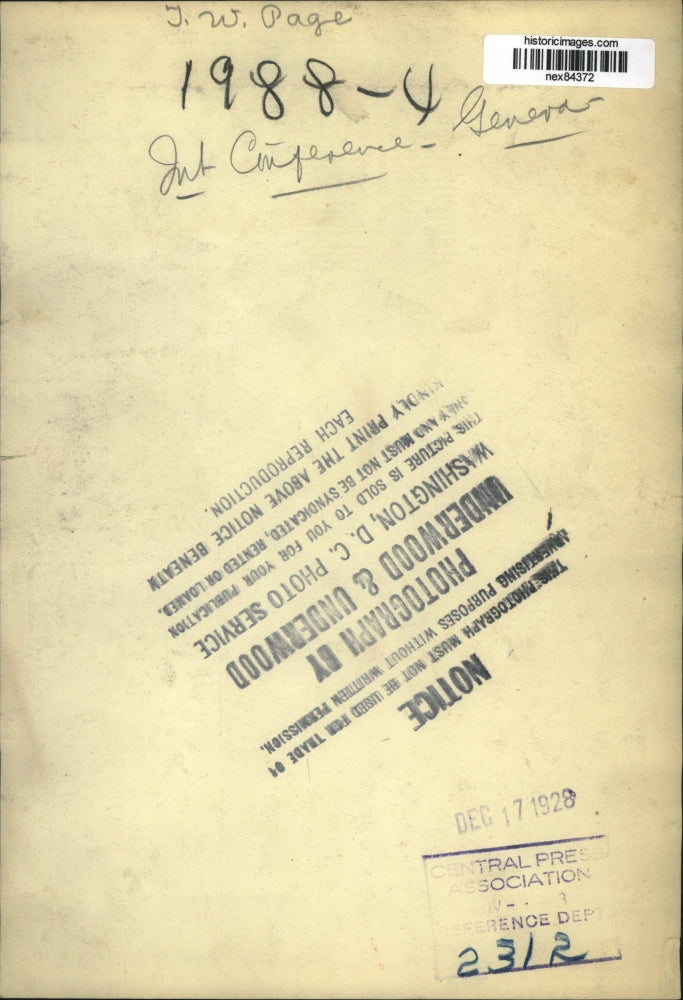 T. W. Page
historicimages.com
nex84372
1988-4
Int Conference - Geneva
NOTICE
THIS PHOTOGRAPH MUST NOT BE USED FOR TRADE OR
ADVERTISING PURPOSES WITHOUT WRITTEN PERMISSION.
PHOTOGRAPH BY
UNDERWOOD & UNDERWOOD
WASHINGTON, D. C. PHOTO SERVICE
THIS PICTURE IS SOLD TO YOU FOR YOUR PUBLICATION
ONLY AND MUST NOT BE SYNDICATED, RENTED OR LOANED.
KINDLY PRINT THE ABOVE NOTICE BENEATH
EACH REPRODUCTION.
DEC 17 1928
CENTRAL PRESS
ASSOCIATION
EFERENCE DEPT
2312